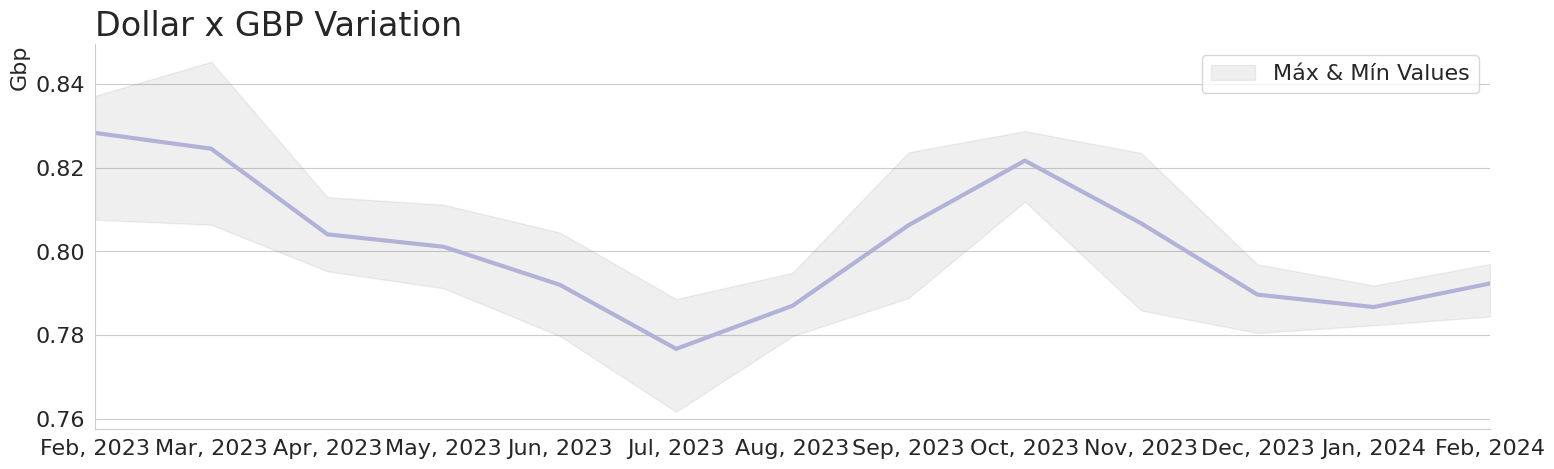 Dollar x GBP Variation
Gbp
Máx & Mín Values
0.84
0.82
0.80
0.78
0.76
Feb, 2023 Mar, 2023 Apr, 2023 May, 2023 Jun, 2023 Jul, 2023 Aug, 2023 Sep, 2023 Oct, 2023 Nov, 2023 Dec, 2023 Jan, 2024 Feb, 2024